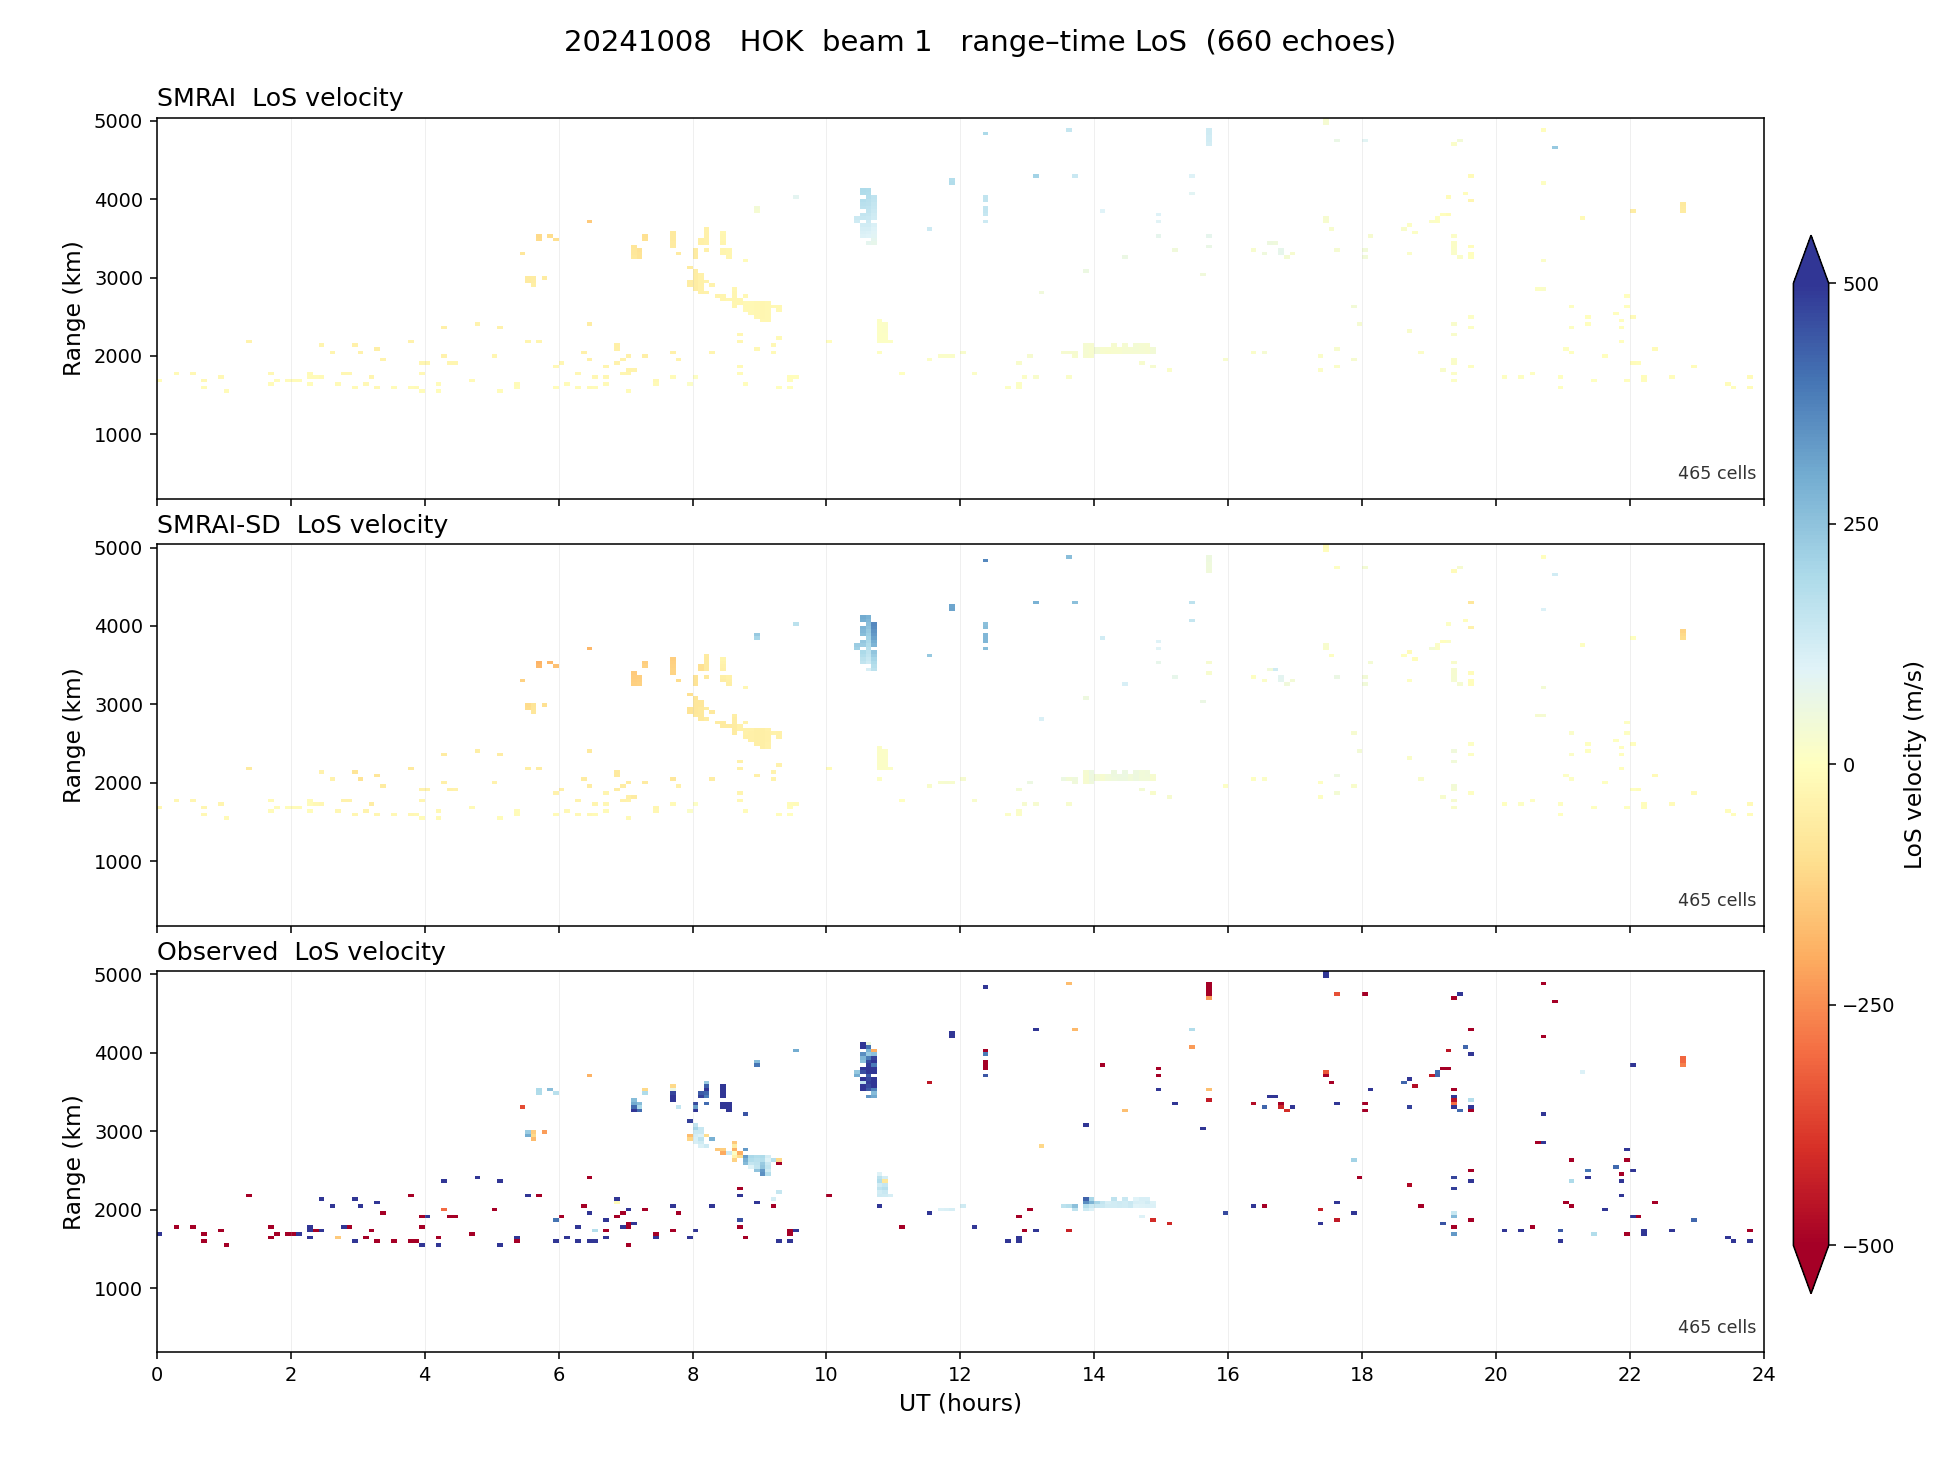 20241008   HOK  beam 1   range–time LoS  (660 echoes)
SMRAI  LoS velocity
5000
4000
3000
2000
1000
Range (km)
465 cells
SMRAI-SD  LoS velocity
5000
4000
3000
2000
1000
Range (km)
465 cells
Observed  LoS velocity
5000
4000
3000
2000
1000
Range (km)
465 cells
0 2 4 6 8 10 12 14 16 18 20 22 24
UT (hours)
500
250
0
−250
−500
LoS velocity (m/s)